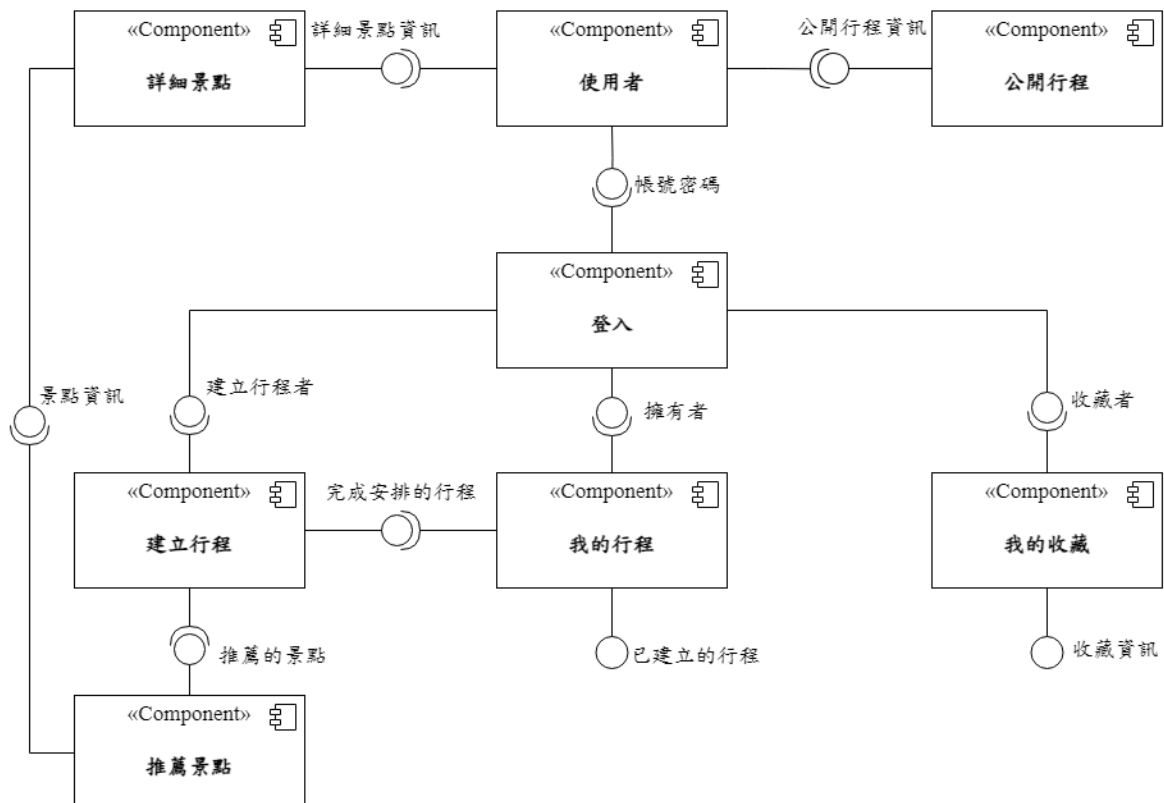 «Component»
詳細景點
詳細景點資訊
«Component»
使用者
公開行程資訊
«Component»
公開行程
帳號密碼
«Component»
登入
景點資訊
建立行程者
擁有者
收藏者
«Component»
建立行程
完成安排的行程
«Component»
我的行程
«Component»
我的收藏
推薦的景點
已建立的行程
收藏資訊
«Component»
推薦景點